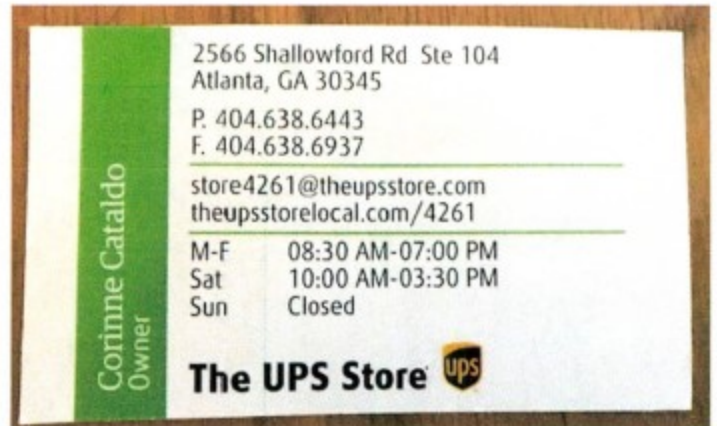 2566 Shallowford Rd Ste 104
Atlanta, GA 30345
P. 404.638.6443
F. 404.638.6937
store4261@theupsstore.com
theupsstorelocal.com/4261
M-F 08:30 AM-07:00 PM
Sat 10:00 AM-03:30 PM
Sun Closed
The UPS Store
ups
Corinne Cataldo
Owner